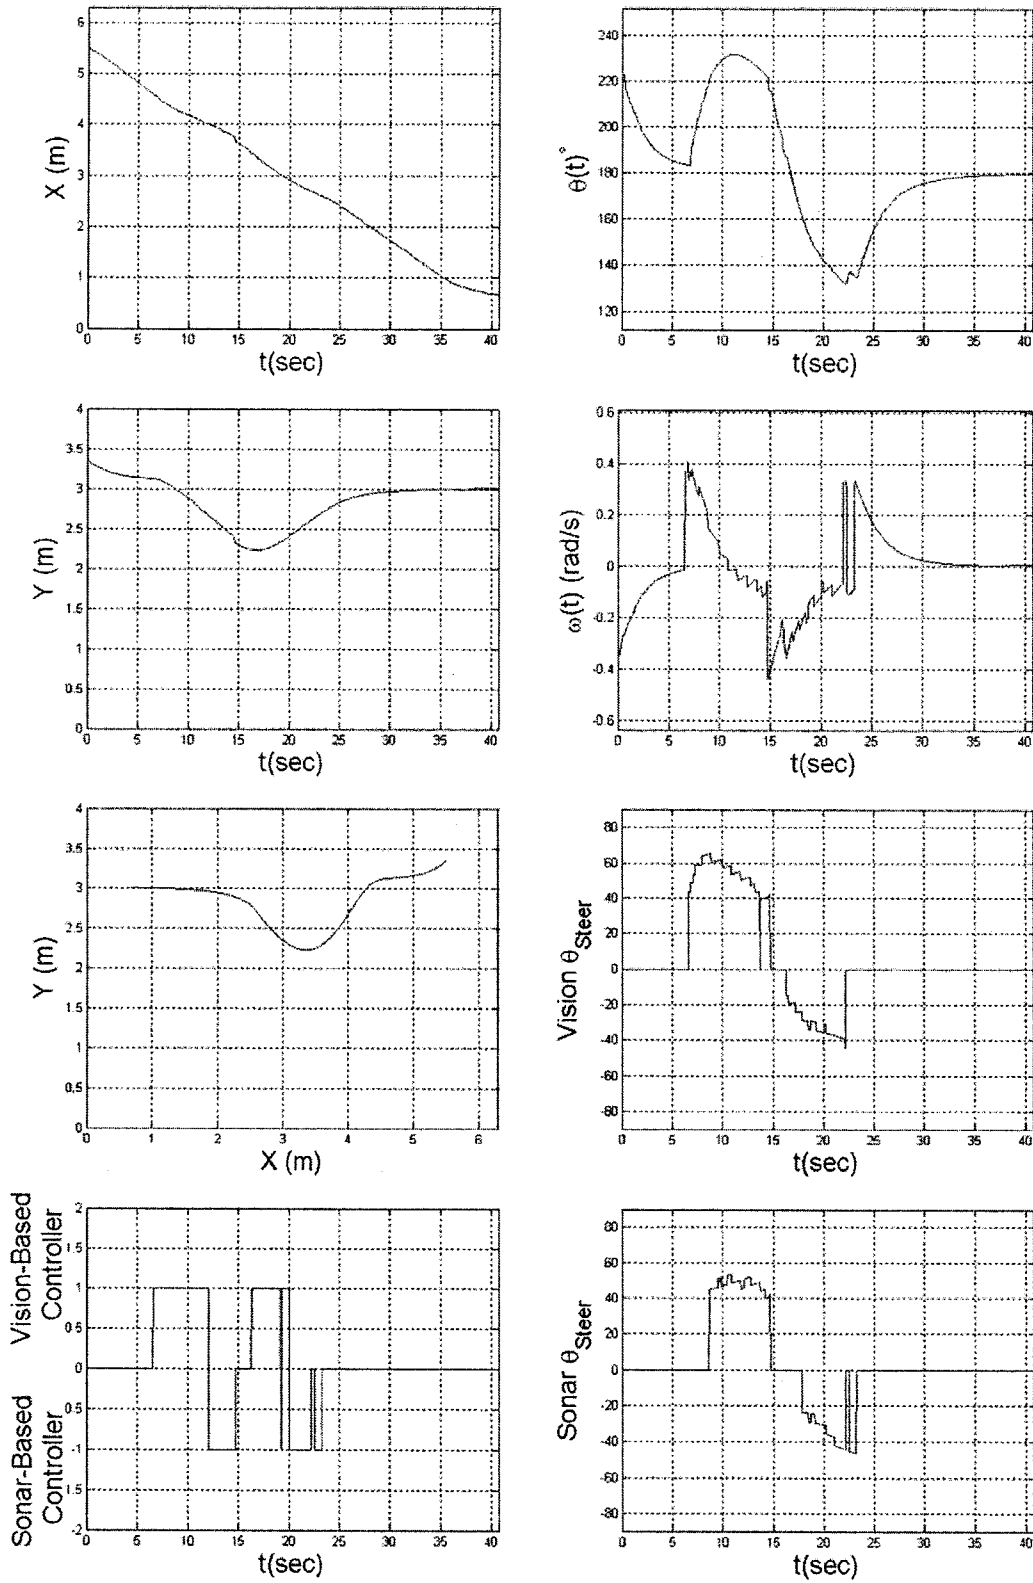 6
5
4
3
2
1
0
X (m)
0 5 10 15 20 25 30 35 40
t(sec)
240
220
200
180
160
140
120
θ(t)°
0 5 10 15 20 25 30 35 40
t(sec)
4
3.5
3
2.5
2
1.5
1
0.5
0
Y (m)
0 5 10 15 20 25 30 35 40
t(sec)
0.6
0.4
0.2
0
-0.2
-0.4
-0.6
ω(t) (rad/s)
0 5 10 15 20 25 30 35 40
t(sec)
4
3.5
3
2.5
2
1.5
1
0.5
0
Y (m)
0 1 2 3 4 5 6
X (m)
80
60
40
20
0
-20
-40
-60
-80
Vision θSteer
0 5 10 15 20 25 30 35 40
t(sec)
2
1.5
1
0.5
0
-0.5
-1
-1.5
-2
Vision-Based
Controller
Sonar-Based
Controller
0 5 10 15 20 25 30 35 40
t(sec)
80
60
40
20
0
-20
-40
-60
-80
Sonar θSteer
0 5 10 15 20 25 30 35 40
t(sec)